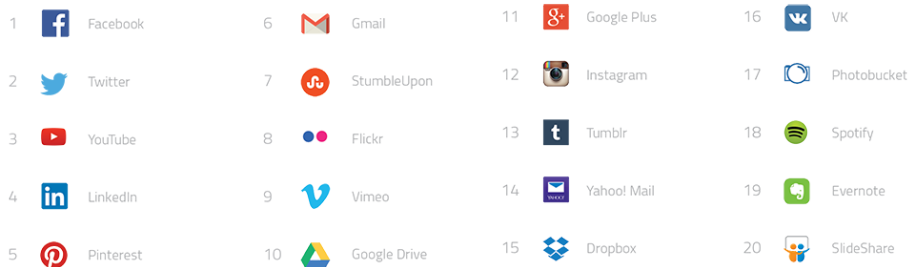 1 Facebook
2 Twitter
3 YouTube
4 LinkedIn
5 Pinterest
6 Gmail
7 StumbleUpon
8 Flickr
9 Vimeo
10 Google Drive
11 Google Plus
12 Instagram
13 Tumblr
14 Yahoo! Mail
15 Dropbox
16 VK
17 Photobucket
18 Spotify
19 Evernote
20 SlideShare